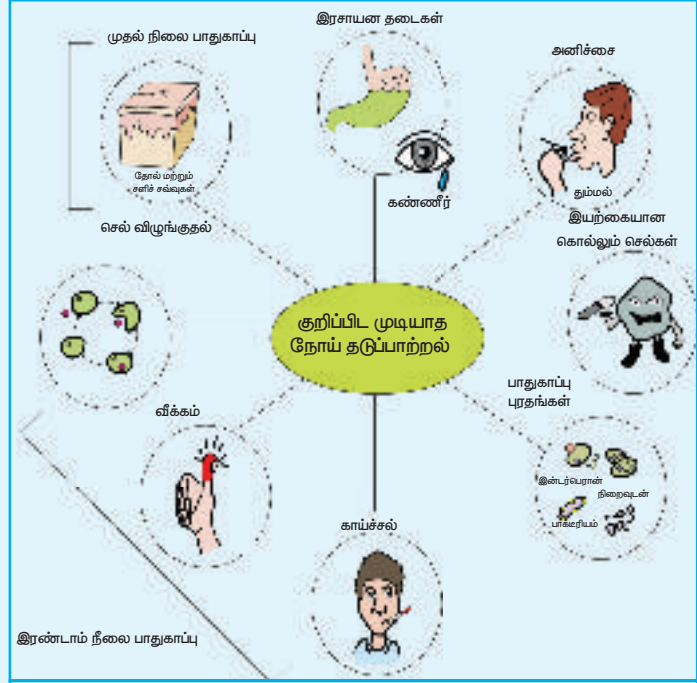 முதல் நிலை பாதுகாப்பு
இரசாயன தடைகள்
அனிச்சை
தோல் மற்றும்
சளிச் சவ்வுகள்
கண்ணீர்
தும்மல்
செல் விழுங்குதல்
இயற்கையான
கொல்லும் செல்கள்
குறிப்பிட முடியாத
நோய் தடுப்பாற்றல்
பாதுகாப்பு
புரதங்கள்
வீக்கம்
இன்டர்பெரான்
நிறைவுடன்
பாக்டீரியம்
காய்ச்சல்
இரண்டாம் நீலை பாதுகாப்பு